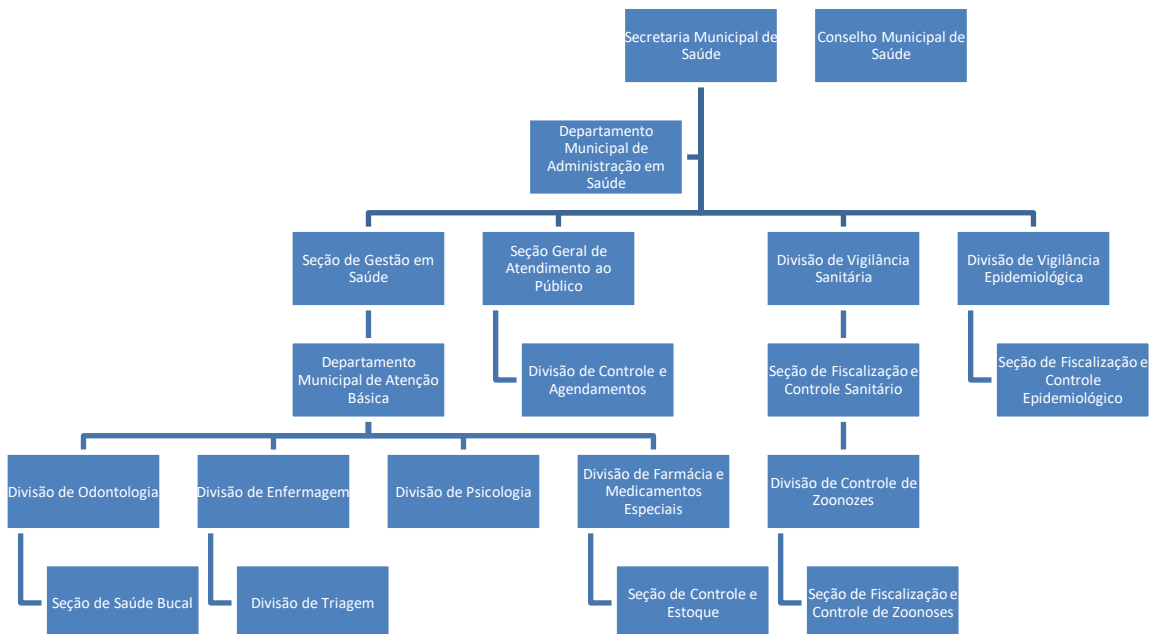 Secretaria Municipal de
Saúde
Conselho Municipal de
Saúde
Departamento
Municipal de
Administração em
Saúde
Seção de Gestão em
Saúde
Seção Geral de
Atendimento ao
Público
Divisão de Vigilância
Sanitária
Divisão de Vigilância
Epidemiológica
Departamento
Municipal de Atenção
Básica
Divisão de Controle e
Agendamentos
Seção de Fiscalização e
Controle Sanitário
Seção de Fiscalização e
Controle
Epidemiológico
Divisão de Odontologia
Divisão de Enfermagem
Divisão de Psicologia
Divisão de Farmácia e
Medicamentos
Especiais
Divisão de Controle de
Zoonozes
Seção de Saúde Bucal
Divisão de Triagem
Seção de Controle e
Estoque
Seção de Fiscalização e
Controle de Zoonoses